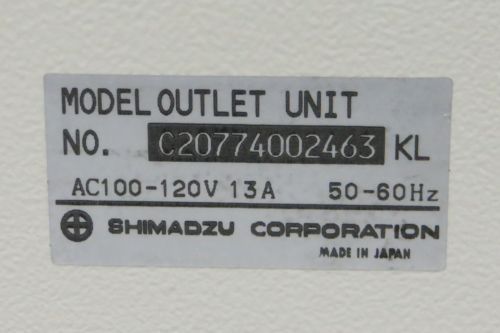 MODEL OUTLET UNIT
NO. C20774002463 KL
AC100-120V 13A 50-60Hz
SHIMADZU CORPORATION
MADE IN JAPAN